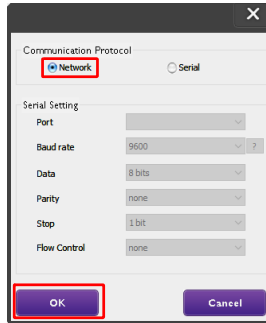 Communication Protocol
Network Serial
Serial Setting
Port
Baud rate 9600 ?
Data 8 bits
Parity none
Stop 1 bit
Flow Control none
OK Cancel